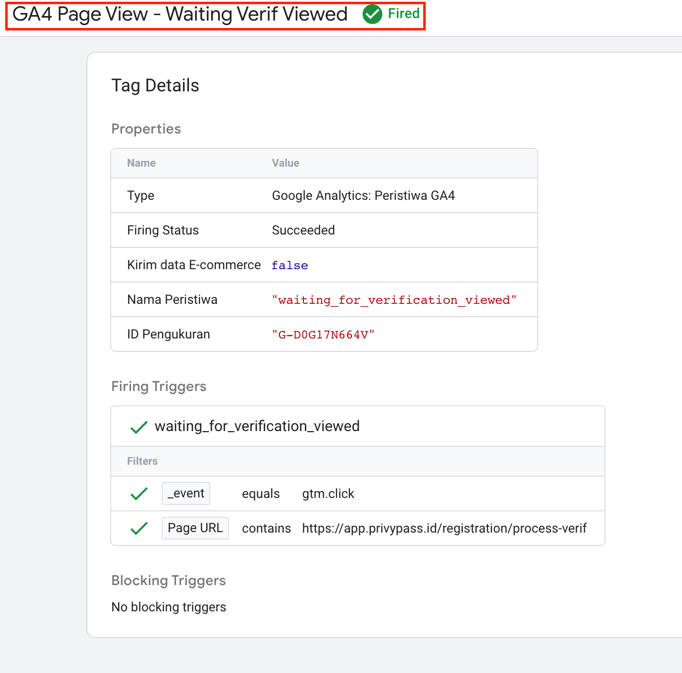 GA4 Page View - Waiting Verif Viewed Fired
Tag Details
Properties
Name Value
Type Google Analytics: Peristiwa GA4
Firing Status Succeeded
Kirim data E-commerce false
Nama Peristiwa "waiting_for_verification_viewed"
ID Pengukuran "G-D0G17N664V"
Firing Triggers
waiting_for_verification_viewed
Filters
_event equals gtm.click
Page URL contains https://app.privypass.id/registration/process-verif
Blocking Triggers
No blocking triggers